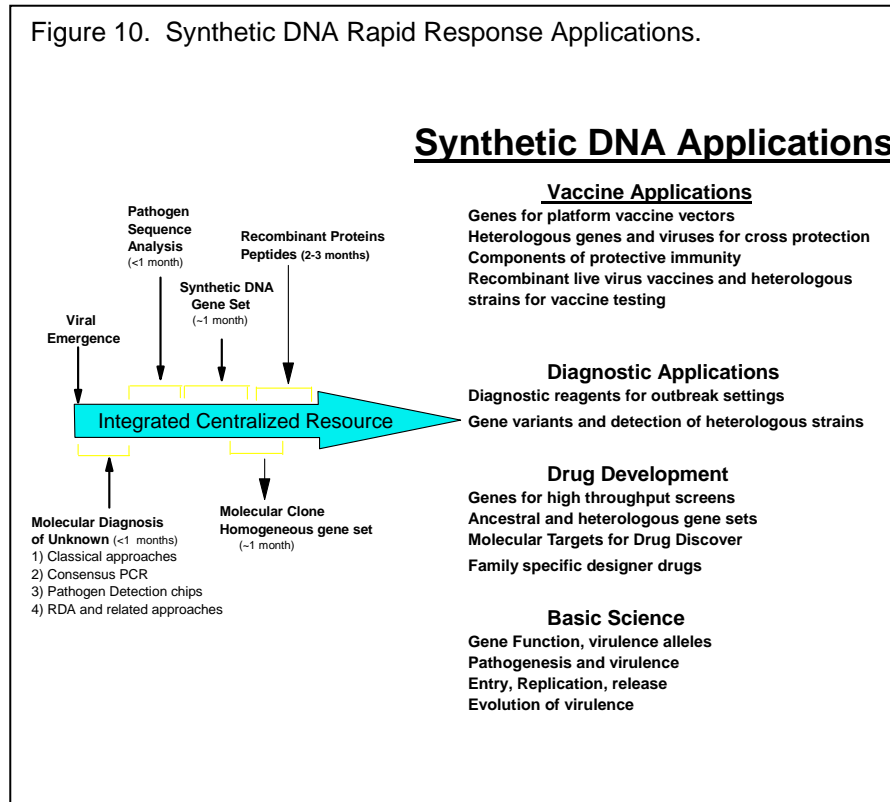 Figure 10. Synthetic DNA Rapid Response Applications.
Synthetic DNA Applications
Viral
Emergence
Pathogen
Sequence
Analysis
(<1 month)
Synthetic DNA
Gene Set
(~1 month)
Recombinant Proteins
Peptides (2-3 months)
Integrated Centralized Resource
Molecular Diagnosis
of Unknown (<1 months)
1) Classical approaches
2) Consensus PCR
3) Pathogen Detection chips
4) RDA and related approaches
Molecular Clone
Homogeneous gene set
(~1 month)
Vaccine Applications
Genes for platform vaccine vectors
Heterologous genes and viruses for cross protection
Components of protective immunity
Recombinant live virus vaccines and heterologous
strains for vaccine testing
Diagnostic Applications
Diagnostic reagents for outbreak settings
Gene variants and detection of heterologous strains
Drug Development
Genes for high throughput screens
Ancestral and heterologous gene sets
Molecular Targets for Drug Discover
Family specific designer drugs
Basic Science
Gene Function, virulence alleles
Pathogenesis and virulence
Entry, Replication, release
Evolution of virulence